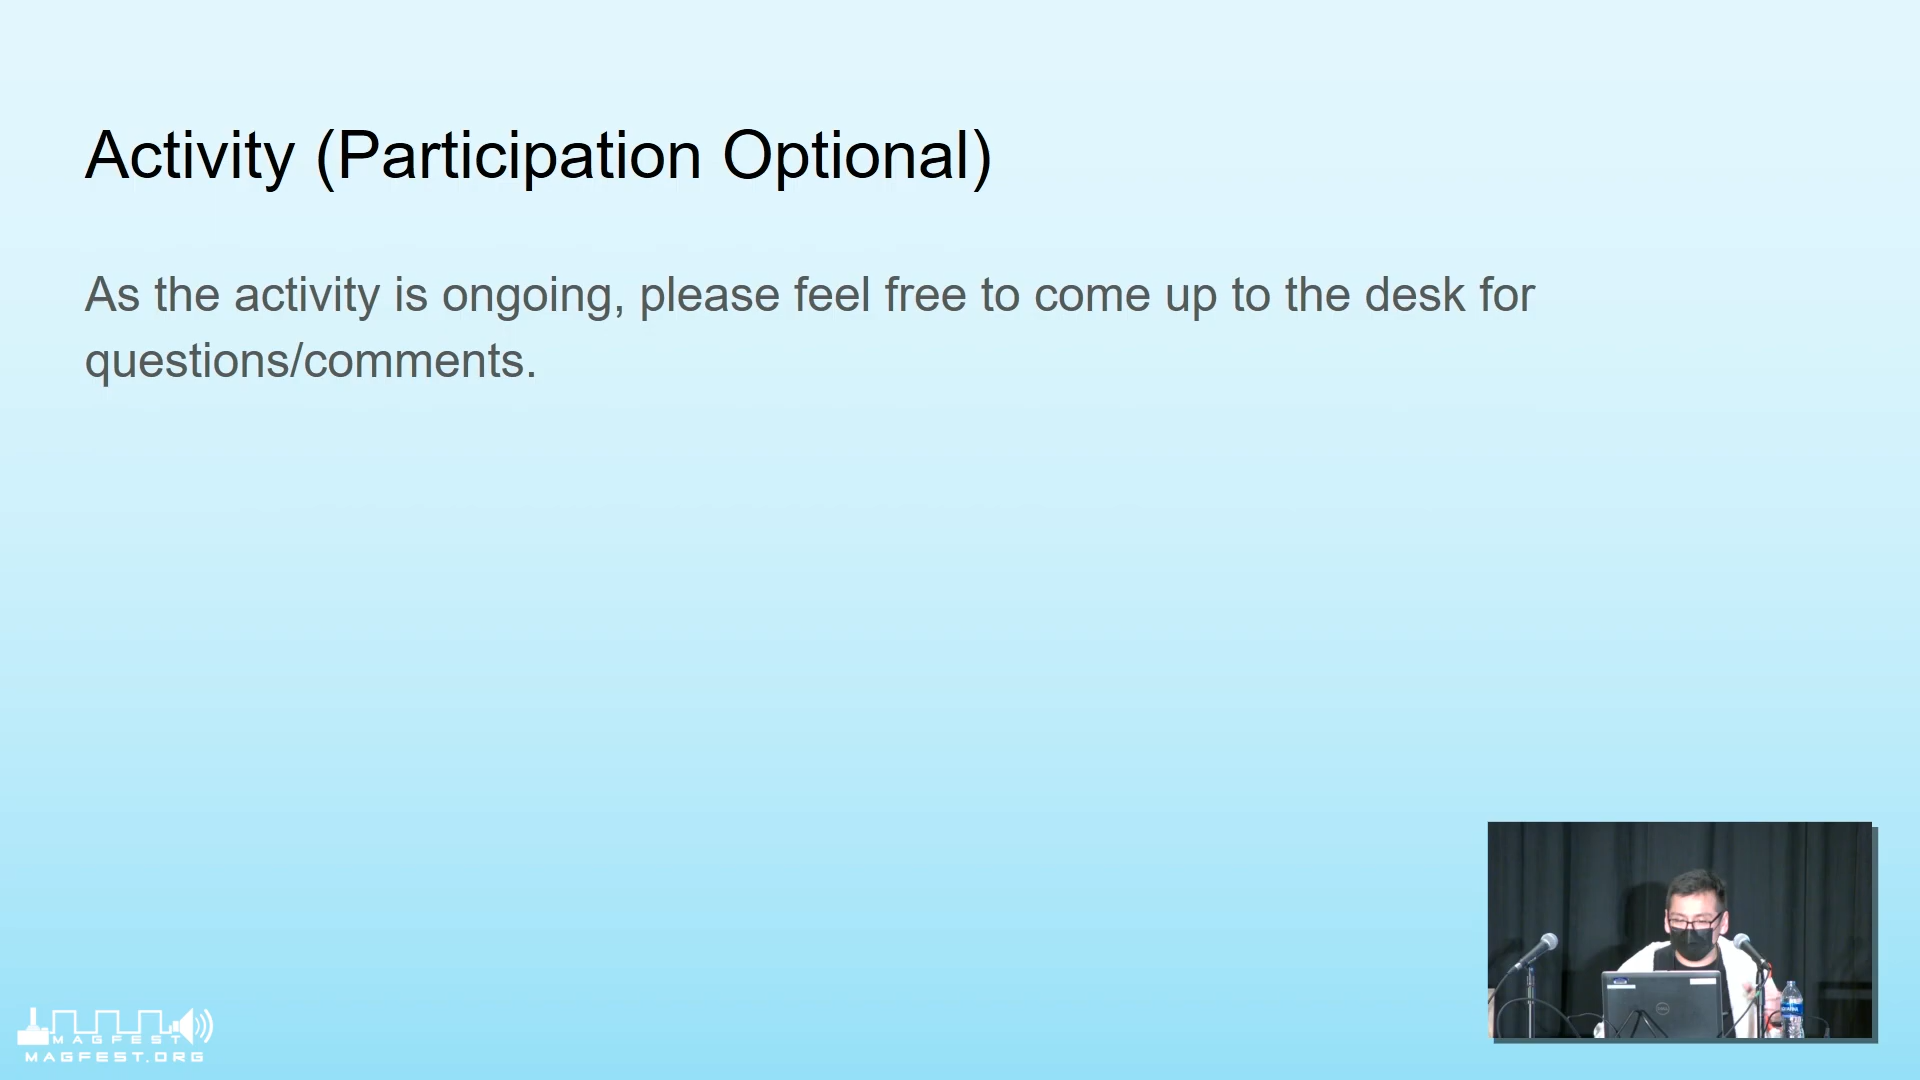 Activity (Participation Optional)
As the activity is ongoing, please feel free to come up to the desk for
questions/comments.
MAGFEST
MAGFEST.ORG